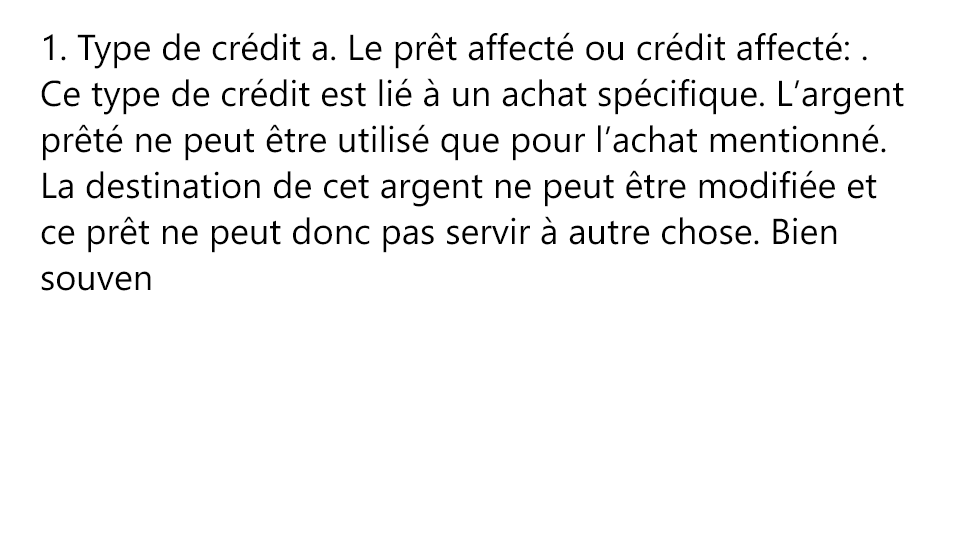 1. Type de crédit a. Le prêt affecté ou crédit affecté: .
Ce type de crédit est lié à un achat spécifique. L’argent
prêté ne peut être utilisé que pour l’achat mentionné.
La destination de cet argent ne peut être modifiée et
ce prêt ne peut donc pas servir à autre chose. Bien
souven